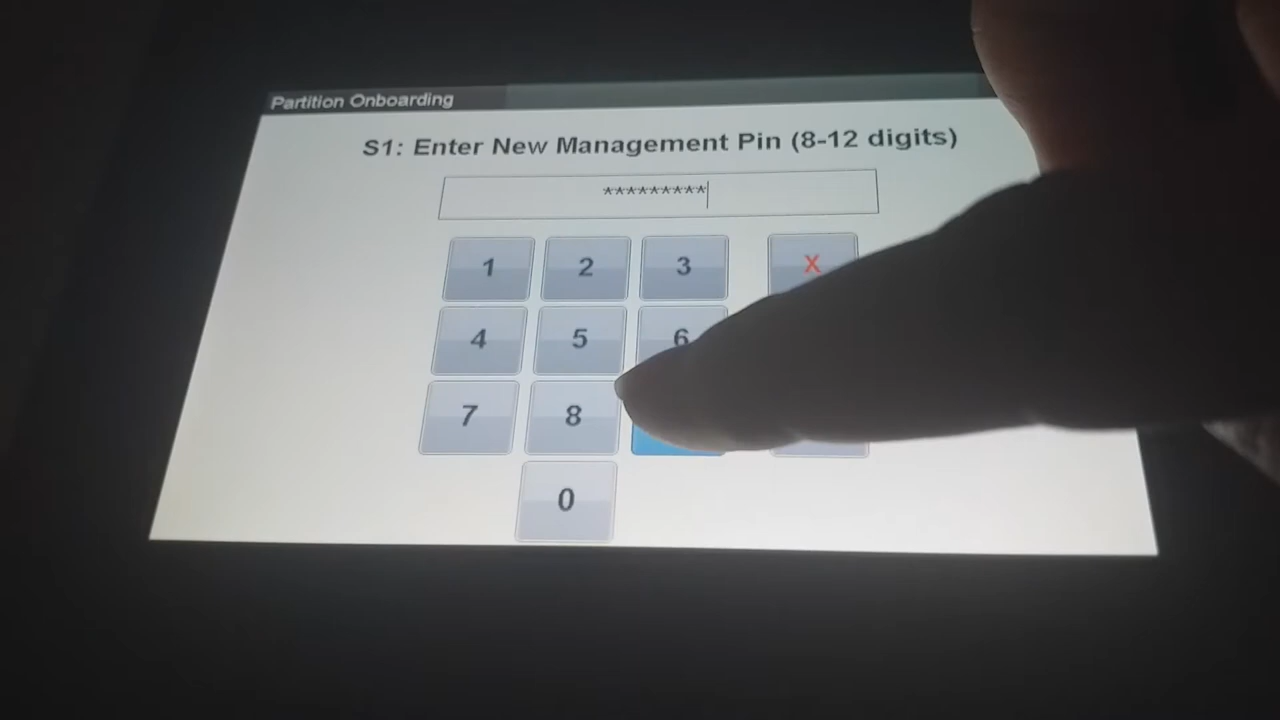 Partition Onboarding
S1: Enter New Management Pin (8-12 digits)
*********
1 2 3 X
4 5 6
7 8
0